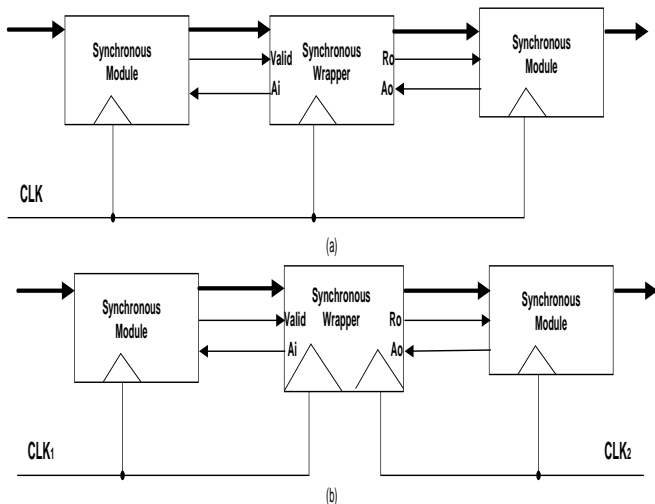 Synchronous
Module
Valid
Ai
Synchronous
Wrapper
Ro
Ao
Synchronous
Module
CLK
(a)
Synchronous
Module
Valid
Ai
Synchronous
Wrapper
Ro
Ao
Synchronous
Module
CLK1
CLK2
(b)